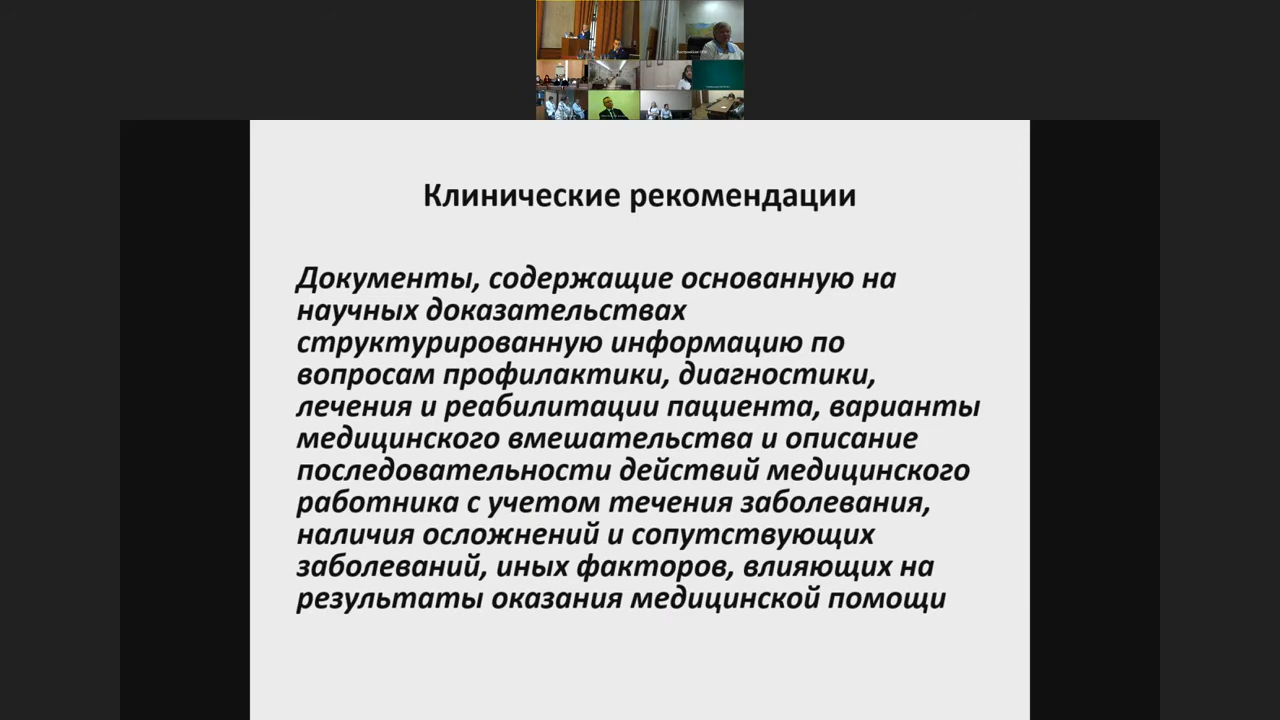 Клинические рекомендации
Документы, содержащие основанную на
научных доказательствах
структурированную информацию по
вопросам профилактики, диагностики,
лечения и реабилитации пациента, варианты
медицинского вмешательства и описание
последовательности действий медицинского
работника с учетом течения заболевания,
наличия осложнений и сопутствующих
заболеваний, иных факторов, влияющих на
результаты оказания медицинской помощи